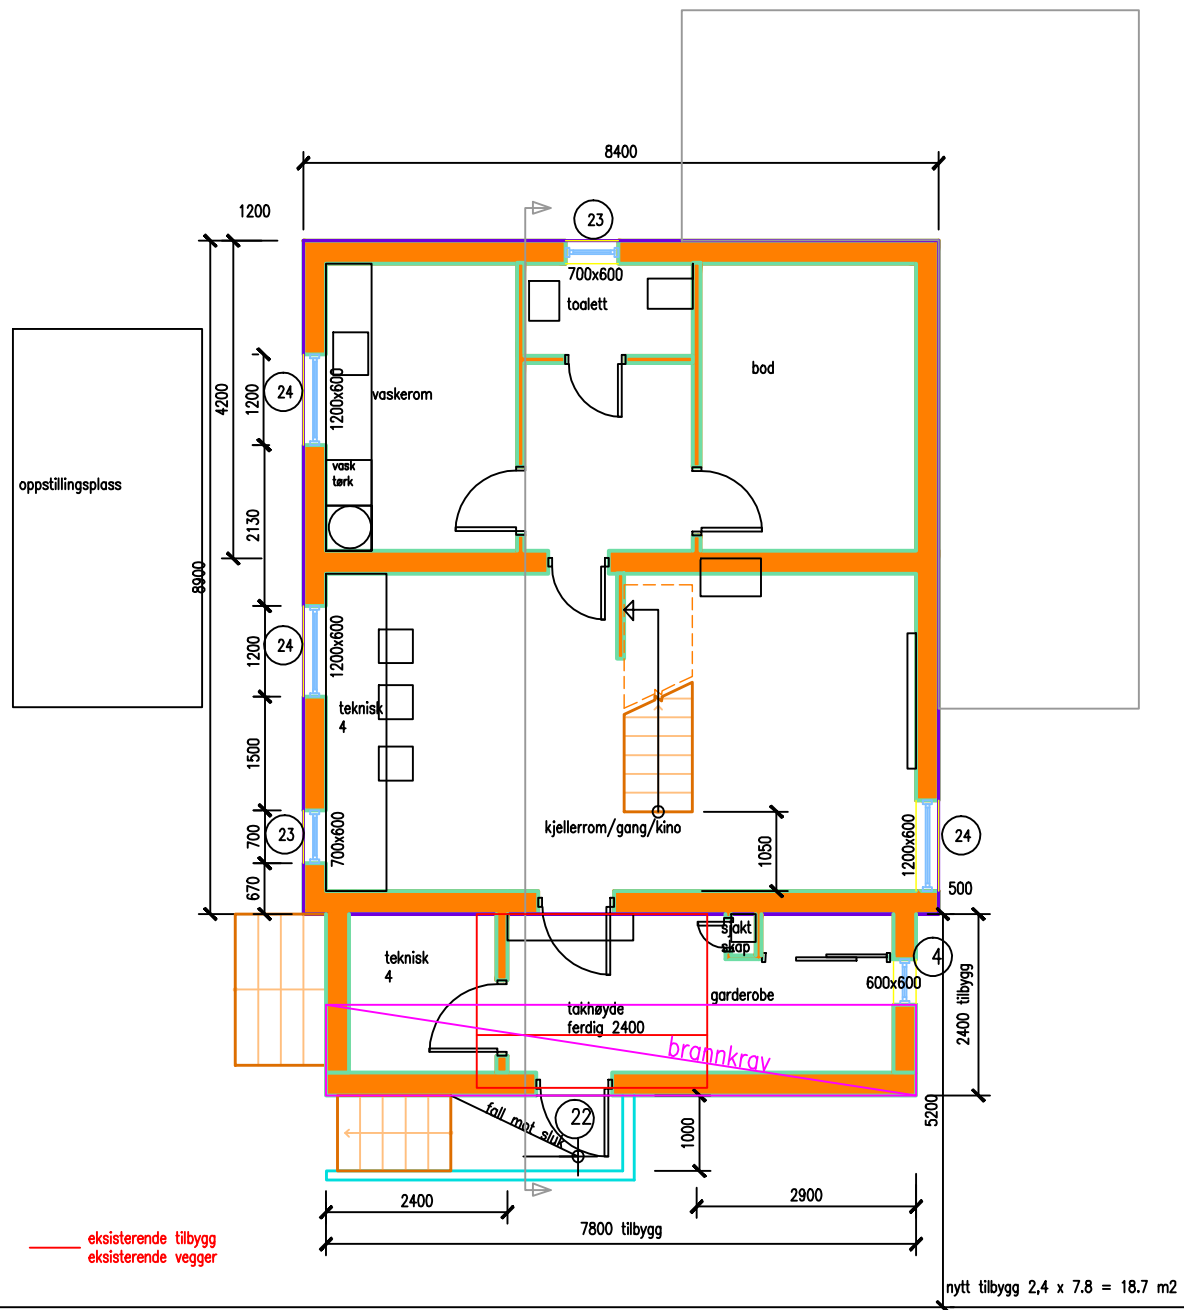 8400
1200
23
700x600
toalett
bod
4200
1200
24
1200x600
vaskerom
vask
tørk
oppstillingsplass
2130
8900
1200
24
1200x600
teknisk
4
1500
kjellerrom/gang/kino
700
23
700x600
1050
1200x600
24
670
500
sjakt
skap
teknisk
4
4
600x600
garderobe
takhøyde
ferdig 2400
2400 tilbygg
brannkrav
fall mot sluk
22
1000
5200
2400
2900
7800 tilbygg
eksisterende tilbygg
eksisterende vegger
nytt tilbygg 2,4 x 7.8 = 18.7 m2